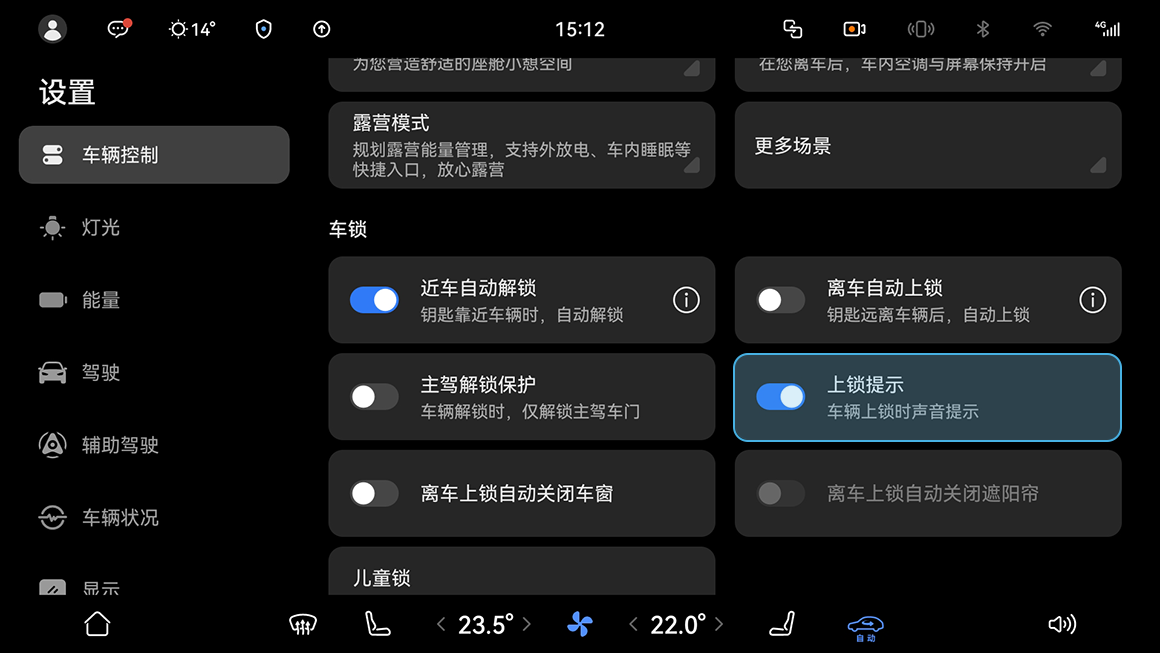 14°
15:12
4G
设置
车辆控制
灯光
能量
驾驶
辅助驾驶
车辆状况
显示
为您营造舒适的座舱小憩空间
在您离车后，车内空调与屏幕保持开启
露营模式
规划露营能量管理，支持外放电、车内睡眠等
快捷入口，放心露营
更多场景
车锁
近车自动解锁
钥匙靠近车辆时，自动解锁
离车自动上锁
钥匙远离车辆后，自动上锁
主驾解锁保护
车辆解锁时，仅解锁主驾车门
上锁提示
车辆上锁时声音提示
离车上锁自动关闭车窗
离车上锁自动关闭遮阳帘
儿童锁
23.5°
22.0°
自动